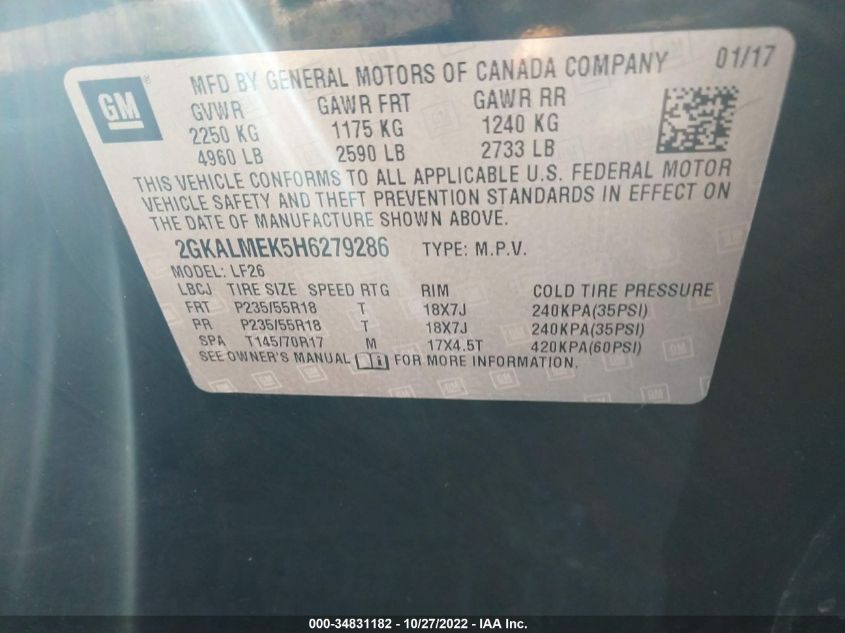 MFD BY GENERAL MOTORS OF CANADA COMPANY 01/17
GM®
GVWR GAWR FRT GAWR RR
2250 KG 1175 KG 1240 KG
4960 LB 2590 LB 2733 LB
THIS VEHICLE CONFORMS TO ALL APPLICABLE U.S. FEDERAL MOTOR
VEHICLE SAFETY AND THEFT PREVENTION STANDARDS IN EFFECT ON
THE DATE OF MANUFACTURE SHOWN ABOVE.
2GKALMEK5H6279286 TYPE: M.P.V.
MODEL: LF26
LBCJ TIRE SIZE SPEED RTG RIM COLD TIRE PRESSURE
FRT P235/55R18 T 18X7J 240KPA(35PSI)
PR P235/55R18 T 18X7J 240KPA(35PSI)
SPA T145/70R17 M 17X4.5T 420KPA(60PSI)
SEE OWNER'S MANUAL FOR MORE INFORMATION.
000-34831182 - 10/27/2022 - IAA Inc.